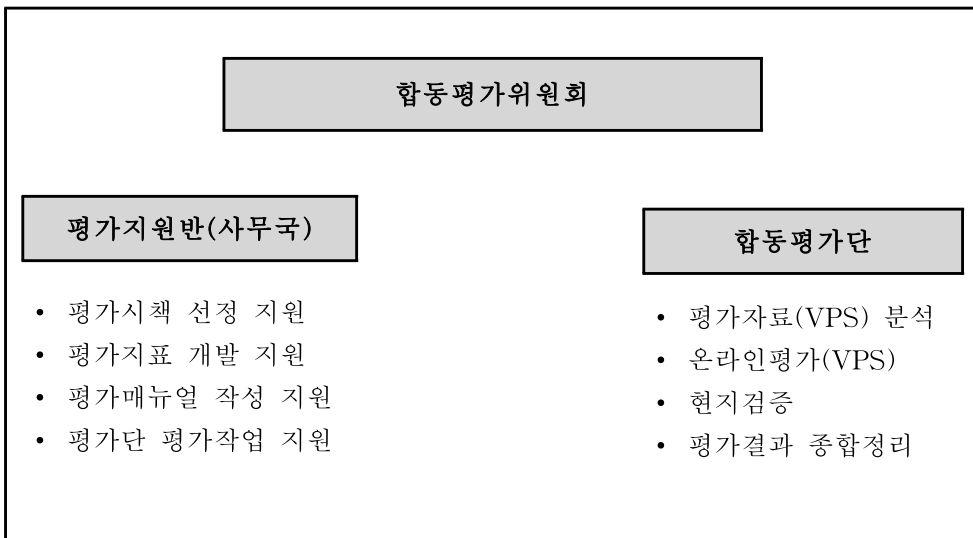 합동평가위원회
평가지원반(사무국)
• 평가시책 선정 지원
• 평가지표 개발 지원
• 평가매뉴얼 작성 지원
• 평가단 평가작업 지원
합동평가단
• 평가자료(VPS) 분석
• 온라인평가(VPS)
• 현지검증
• 평가결과 종합정리